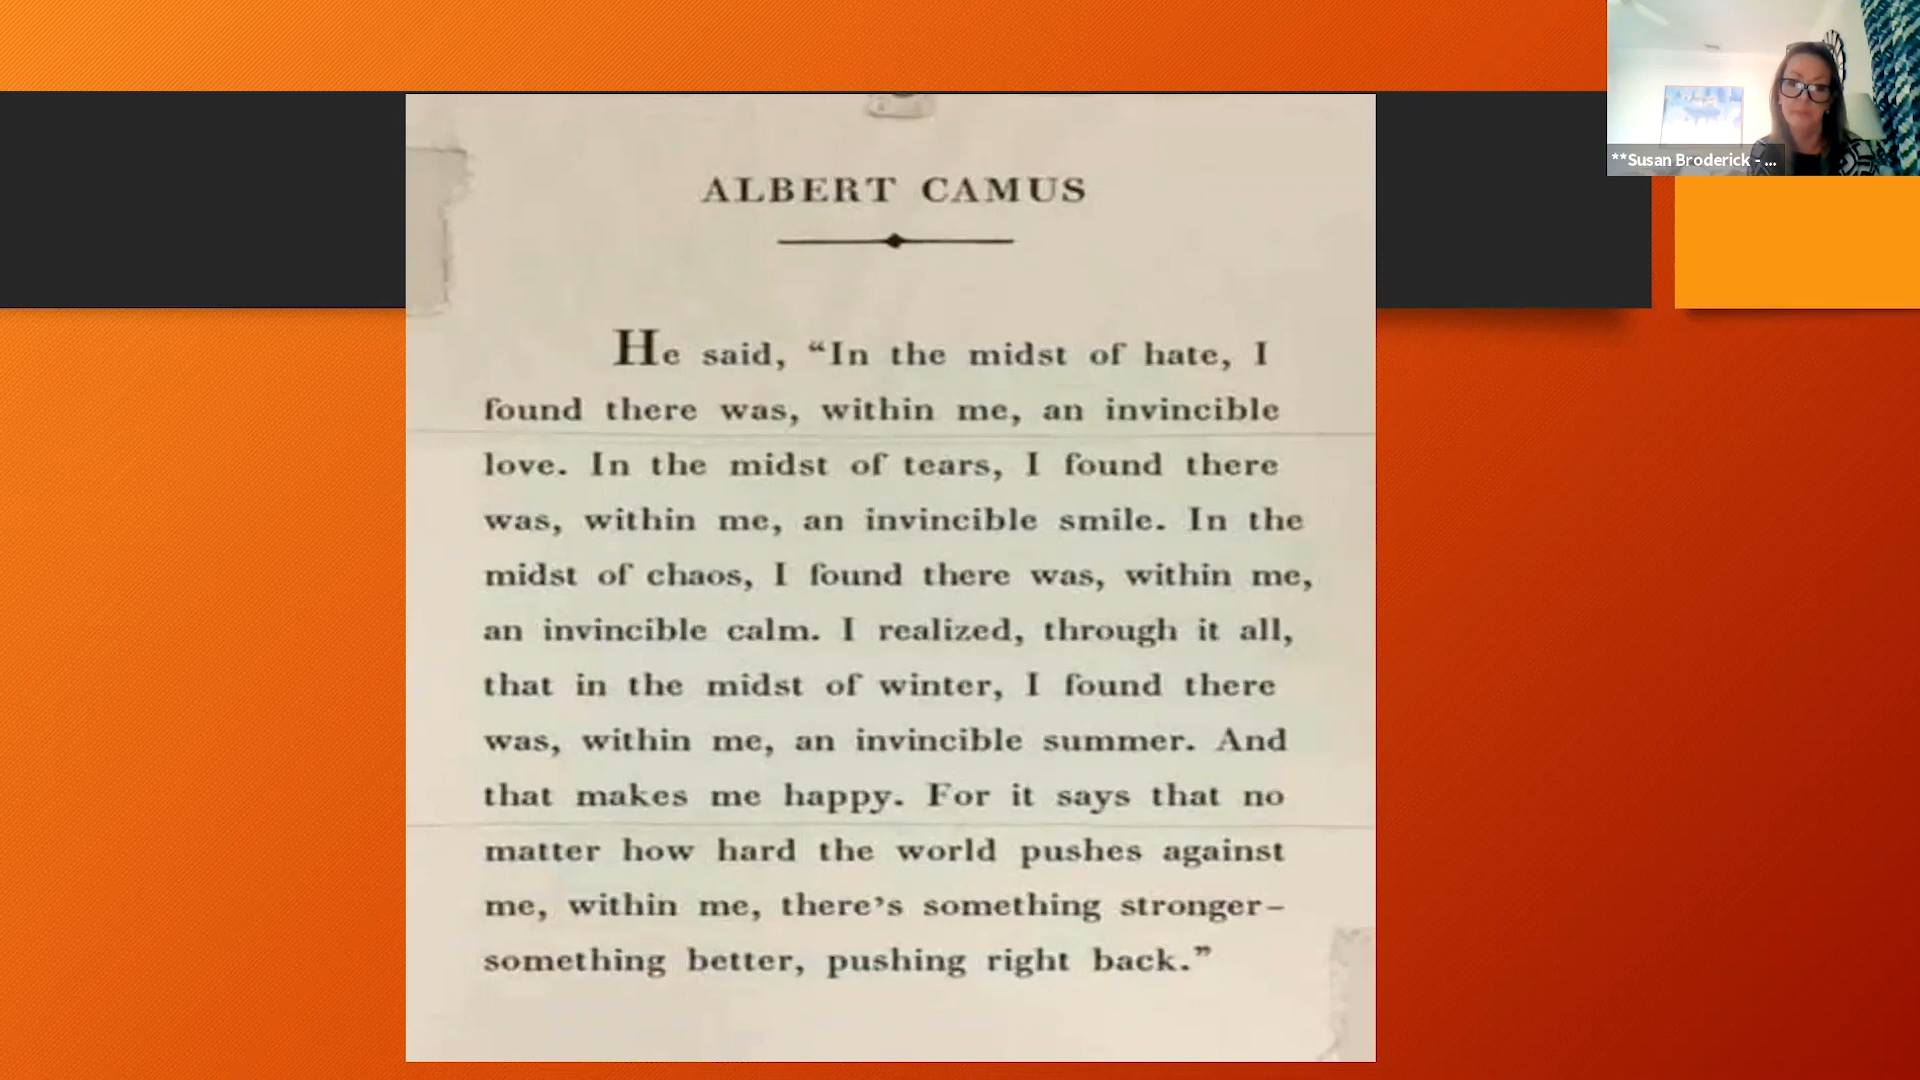 **Susan Broderick - ...
ALBERT CAMUS
He said, “In the midst of hate, I
found there was, within me, an invincible
love. In the midst of tears, I found there
was, within me, an invincible smile. In the
midst of chaos, I found there was, within me,
an invincible calm. I realized, through it all,
that in the midst of winter, I found there
was, within me, an invincible summer. And
that makes me happy. For it says that no
matter how hard the world pushes against
me, within me, there’s something stronger–
something better, pushing right back.”